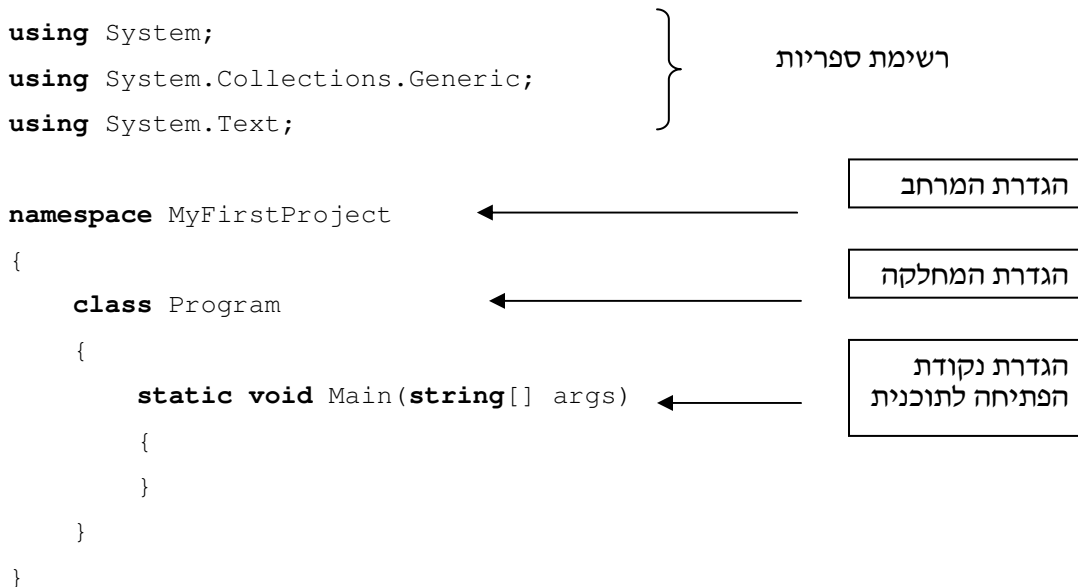 using System;
using System.Collections.Generic;
using System.Text;
רשימת ספריות
namespace MyFirstProject
הגדרת המרחב
{
class Program
הגדרת המחלקה
{
static void Main(string[] args)
הגדרת נקודת
הפתיחה לתוכנית
{
}
}
}